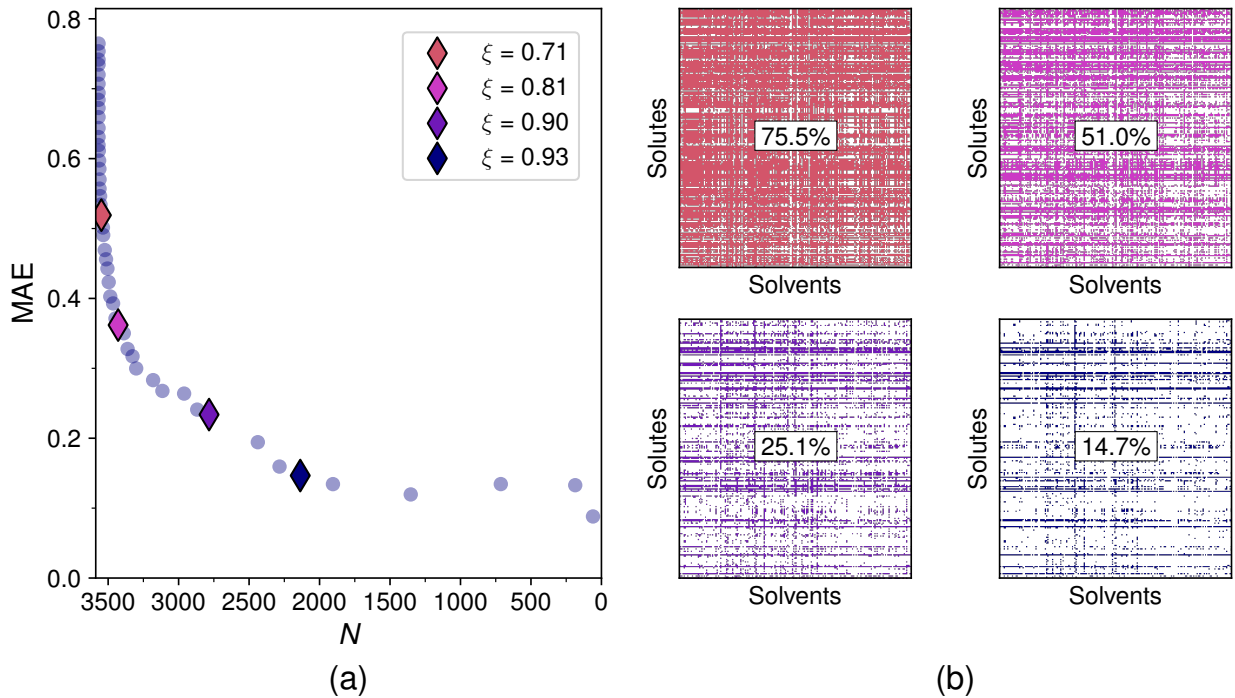 0.8
0.6
0.4
0.2
0.0
MAE
3500 3000 2500 2000 1500 1000 500 0
N
ξ = 0.71
ξ = 0.81
ξ = 0.90
ξ = 0.93
(a)
Solutes
75.5%
Solvents
Solutes
51.0%
Solvents
Solutes
25.1%
Solvents
Solutes
14.7%
Solvents
(b)